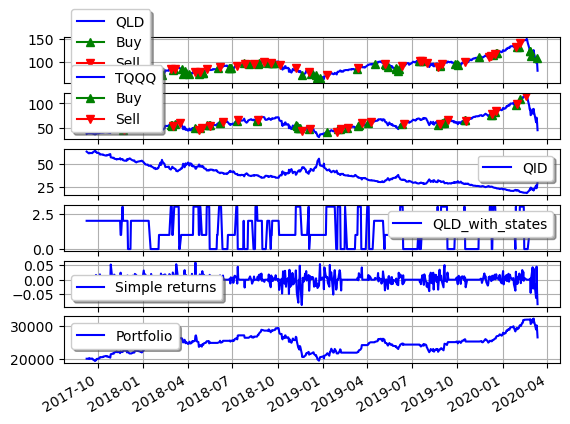 QLD
Buy
Sell
150
100
TQQQ
Buy
Sell
100
50
QID
50
25
QLD_with_states
2.5
0.0
Simple returns
0.05
0.00
−0.05
Portfolio
30000
20000
2017-10 2018-01 2018-04 2018-07 2018-10 2019-01 2019-04 2019-07 2019-10 2020-01 2020-04